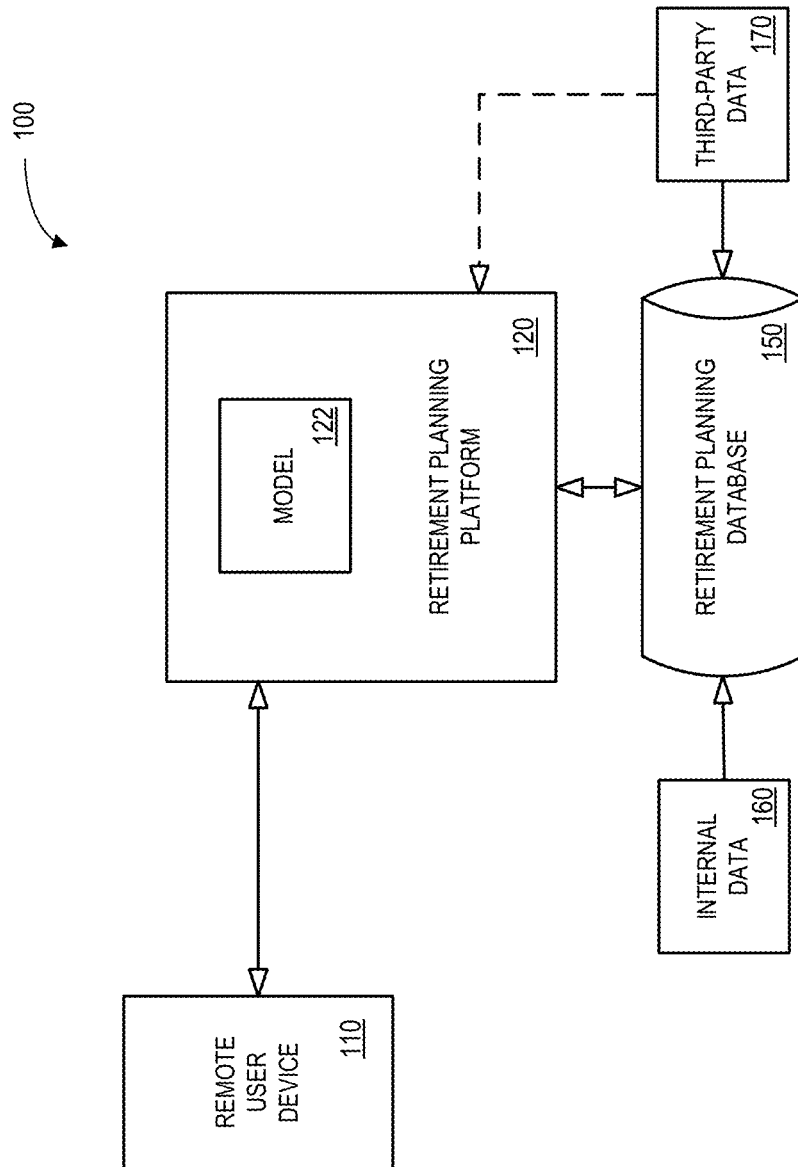 100
REMOTE
USER
DEVICE
110
MODEL
122
RETIREMENT PLANNING
PLATFORM
120
INTERNAL
DATA
160
RETIREMENT PLANNING
DATABASE
150
THIRD-PARTY
DATA
170